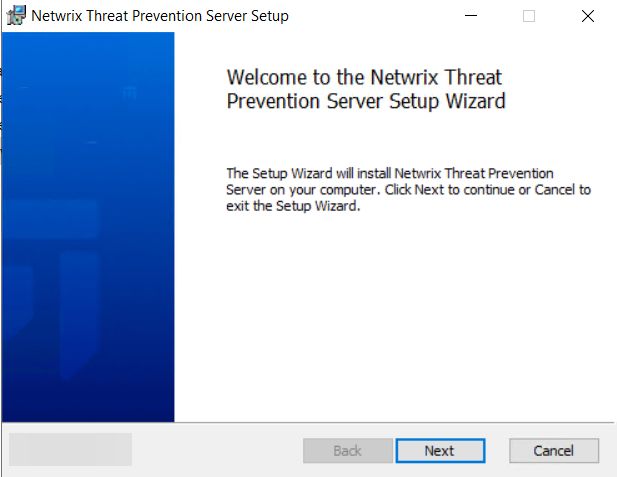 Netwrix Threat Prevention Server Setup
Welcome to the Netwrix Threat
Prevention Server Setup Wizard
The Setup Wizard will install Netwrix Threat Prevention
Server on your computer. Click Next to continue or Cancel to
exit the Setup Wizard.
Back
Next
Cancel